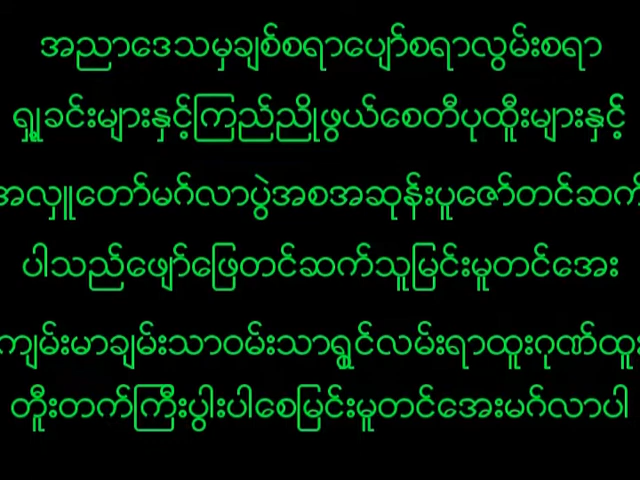 အညာဒေသမှချစ်စရာပျော်စရာလွမ်းစရာ
ရှုခင်းများနှင့်ကြည်ညိုဖွယ်စေတီပုထိုးများနှင့်
အလှူတော်မင်္ဂလာပွဲအစအဆုန်းပူဇော်တင်ဆက်
ပါသည်ဖျော်ဖြေတင်ဆက်သူမြင်းမူတင်အေး
ကျမ်းမာချမ်းသာဝမ်းသာရွှင်လမ်းရာထူးဂုဏ်ထူး
တိုးတက်ကြီးပွါးပါစေမြင်းမူတင်အေးမင်္ဂလာပါ